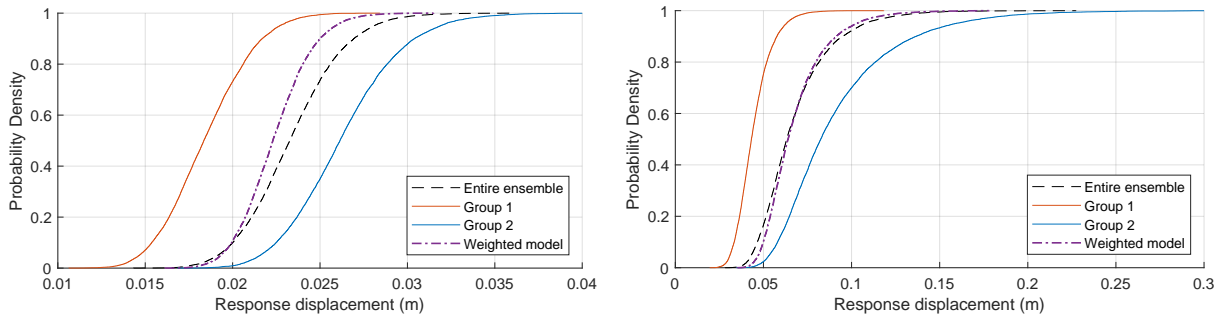 1
0.8
0.6
0.4
0.2
0
Probability Density
0.01 0.015 0.02 0.025 0.03 0.035 0.04
Response displacement (m)
Entire ensemble
Group 1
Group 2
Weighted model
1
0.8
0.6
0.4
0.2
0
Probability Density
0 0.05 0.1 0.15 0.2 0.25 0.3
Response displacement (m)
Entire ensemble
Group 1
Group 2
Weighted model